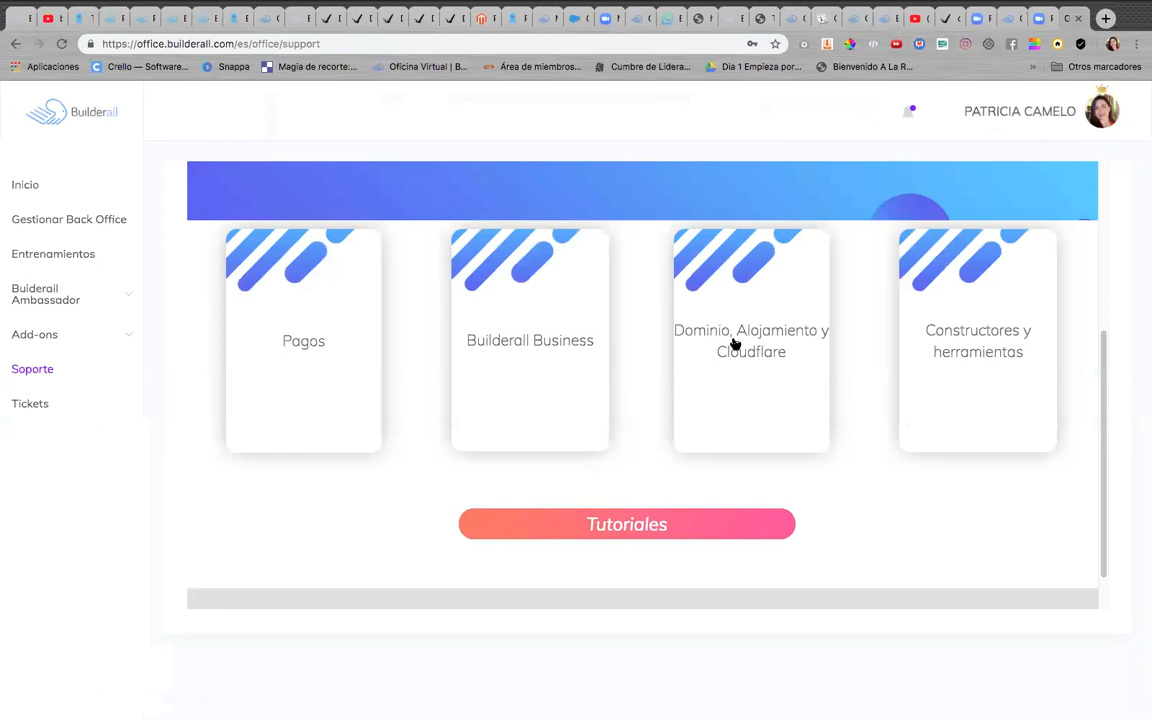 https://office.builderall.com/es/office/support
Aplicaciones
Crello — Software...
Snappa
Magia de recorte:...
Oficina Virtual | B...
Área de miembros...
Cumbre de Lidera...
Dia 1 Empieza por...
Bienvenido A La R...
»
Otros marcadores
Builderall
PATRICIA CAMELO
Inicio
Gestionar Back Office
Entrenamientos
Buiderall
Ambassador
Add-ons
Soporte
Tickets
Pagos
Builderall Business
Dominio, Alojamiento y
Cloudflare
Constructores y
herramientas
Tutoriales